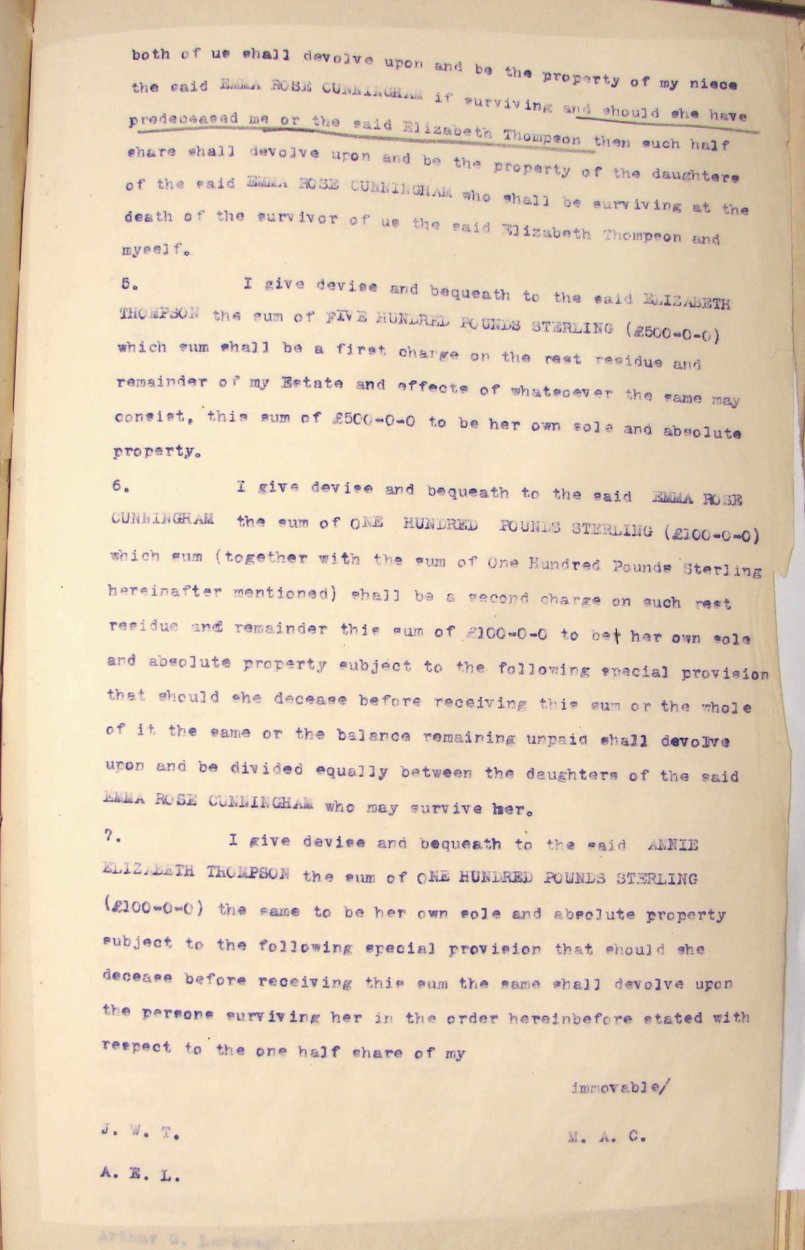 both of us shall devolve upon and be the property of my niece
the said EMMA ROSE CUNNINGHAM if surviving and should she have
predeceased me or the said Elizabeth Thompson then such half
share shall devolve upon and be the property of the daughters
of the said EMMA ROSE CUNNINGHAM who shall be surviving at the
death of the survivor of us the said Elizabeth Thompson and
myself.
5. I give devise and bequeath to the said ELIZABETH
THOMPSON the sum of FIVE HUNDRED POUNDS STERLING (£500-0-0)
which sum shall be a first charge on the rest residue and
remainder of my Estate and effects of whatsoever the same may
consist, this sum of £500-0-0 to be her own sole and absolute
property.
6. I give devise and bequeath to the said EMMA ROSE
CUNNINGHAM the sum of ONE HUNDRED POUNDS STERLING (£100-0-0)
which sum (together with the sum of One Hundred Pounds Sterling
hereinafter mentioned) shall be a second charge on such rest
residue and remainder this sum of £100-0-0 to be her own sole
and absolute property subject to the following special provision
that should she decease before receiving this sum or the whole
of it the same or the balance remaining unpaid shall devolve
upon and be divided equally between the daughters of the said
EMMA ROSE CUNNINGHAM who may survive her.
7. I give devise and bequeath to the said ANNIE
ELIZABETH THOMPSON the sum of ONE HUNDRED POUNDS STERLING
(£100-0-0) the same to be her own sole and absolute property
subject to the following special provision that should she
decease before receiving this sum the same shall devolve upon
the persons surviving her in the order hereinbefore stated with
respect to the one half share of my
immovable/
J. W. T.
M. A. C.
A. E. L.
Arthur